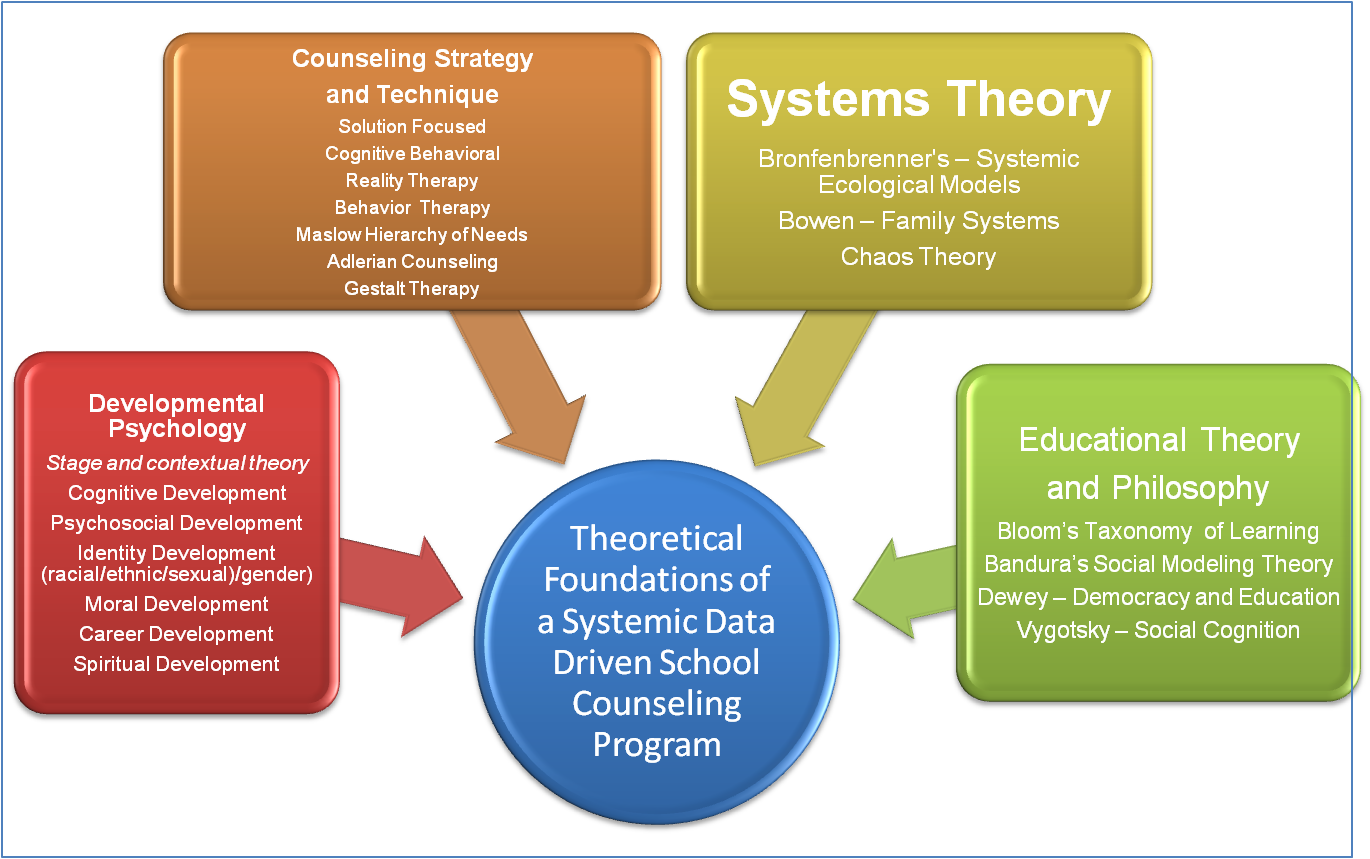 Counseling Strategy
and Technique
Solution Focused
Cognitive Behavioral
Reality Therapy
Behavior Therapy
Maslow Hierarchy of Needs
Adlerian Counseling
Gestalt Therapy
Systems Theory
Bronfenbrenner's – Systemic
Ecological Models
Bowen – Family Systems
Chaos Theory
Developmental
Psychology
Stage and contextual theory
Cognitive Development
Psychosocial Development
Identity Development
(racial/ethnic/sexual)/gender)
Moral Development
Career Development
Spiritual Development
Educational Theory
and Philosophy
Bloom’s Taxonomy of Learning
Bandura’s Social Modeling Theory
Dewey – Democracy and Education
Vygotsky – Social Cognition
Theoretical
Foundations of
a Systemic Data
Driven School
Counseling
Program